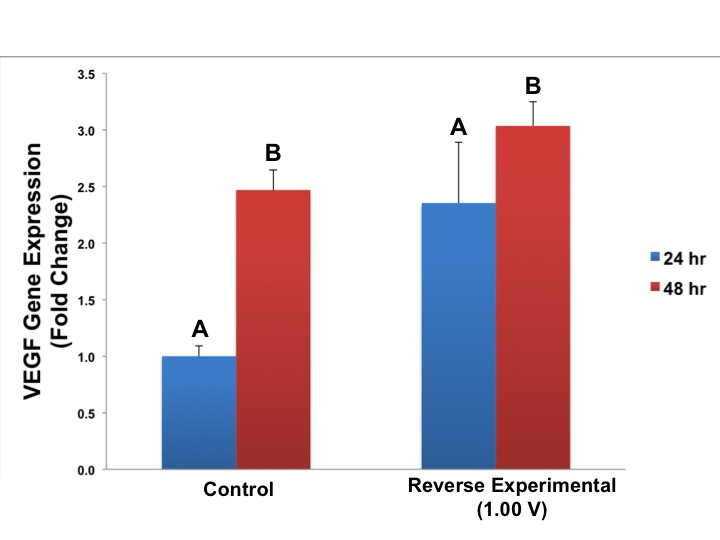 VEGF Gene Expression
(Fold Change)
3.5
3.0
2.5
2.0
1.5
1.0
0.5
0.0
A
B
A
B
Control
Reverse Experimental
(1.00 V)
24 hr
48 hr